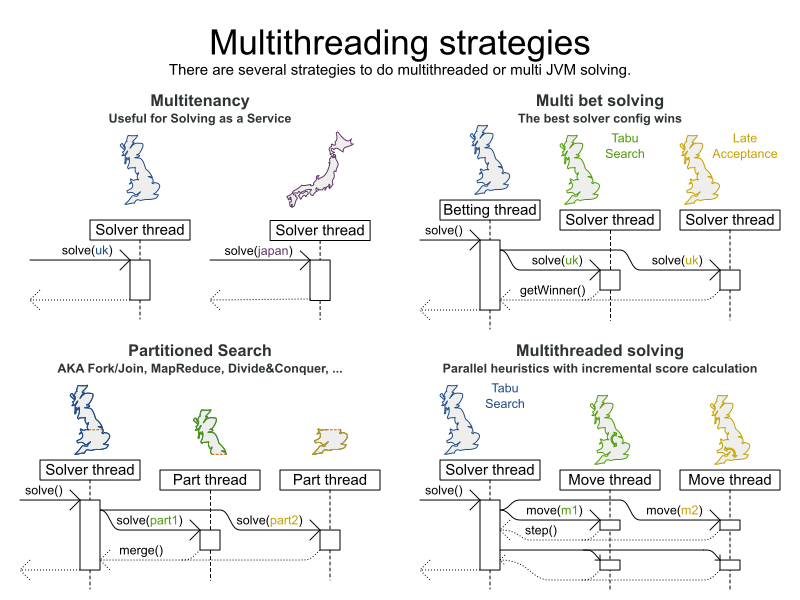 Multithreading strategies
There are several strategies to do multithreaded or multi JVM solving.
Multitenancy
Useful for Solving as a Service
Solver thread
Solver thread
solve(uk)
solve(japan)
Multi bet solving
The best solver config wins
Tabu
Search
Late
Acceptance
Betting thread
Solver thread
Solver thread
solve()
solve(uk)
solve(uk)
getWinner()
Partitioned Search
AKA Fork/Join, MapReduce, Divide&Conquer, ...
Solver thread
Part thread
Part thread
solve()
solve(part1)
solve(part2)
merge()
Multithreaded solving
Parallel heuristics with incremental score calculation
Tabu
Search
Solver thread
Move thread
Move thread
solve()
move(m1)
move(m2)
step()